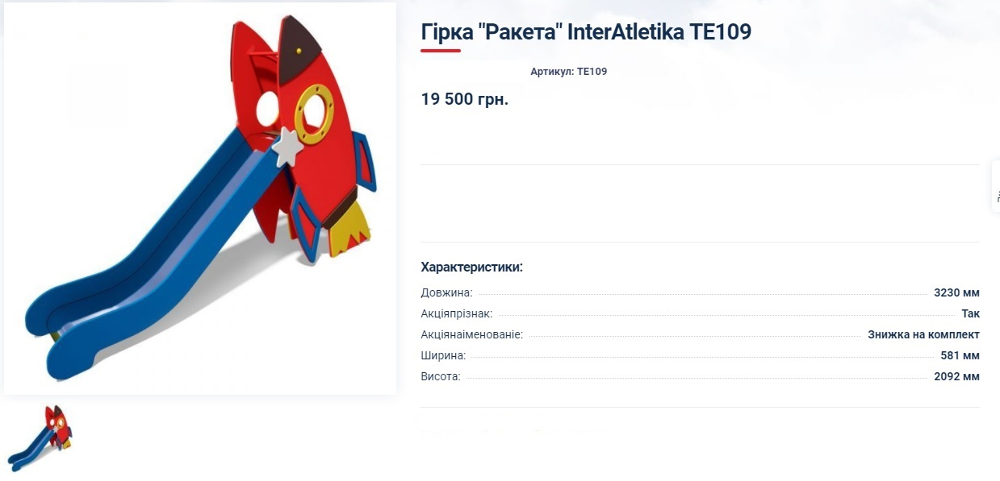 Гірка "Ракета" InterAtletika TE109
Артикул: TE109
19 500 грн.
Характеристики:
Довжина: 3230 мм
Акціяпрізнак: Так
Акціянаіменованіе: Знижка на комплект
Ширина: 581 мм
Висота: 2092 мм